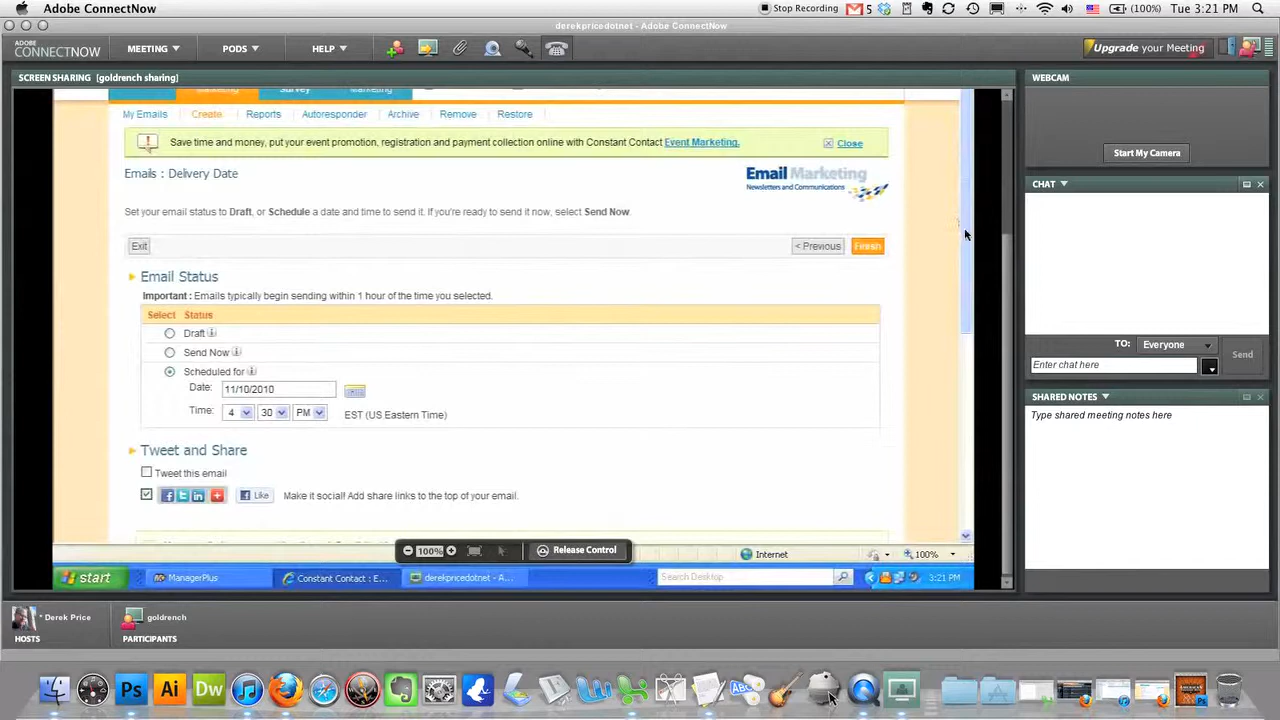 Adobe ConnectNow
Stop Recording
5
(100%)
Tue 3:21 PM
derekpricedotnet - Adobe ConnectNow
ADOBE
CONNECTNOW
MEETING
PODS
HELP
Upgrade your Meeting
SCREEN SHARING [goldrench sharing]
WEBCAM
Survey
Marketing
My Emails
Create
Reports
Autoresponder
Archive
Remove
Restore
Save time and money, put your event promotion, registration and payment collection online with Constant Contact Event Marketing.
Close
Start My Camera
Emails : Delivery Date
Email Marketing
Newsletters and Communications
CHAT
Set your email status to Draft, or Schedule a date and time to send it. If you're ready to send it now, select Send Now.
Exit
< Previous
Finish
Email Status
Important : Emails typically begin sending within 1 hour of the time you selected.
Select
Status
Draft
Send Now
Scheduled for
Date:
11/10/2010
Time:
4
30
PM
EST (US Eastern Time)
TO:
Everyone
Send
Enter chat here
SHARED NOTES
Type shared meeting notes here
Tweet and Share
Tweet this email
Like
Make it social! Add share links to the top of your email.
100%
Release Control
Internet
100%
start
ManagerPlus
Constant Contact : E...
derekpricedotnet - A...
Search Desktop
3:21 PM
* Derek Price
HOSTS
goldrench
PARTICIPANTS
Ps
Ai
Dw
ABC